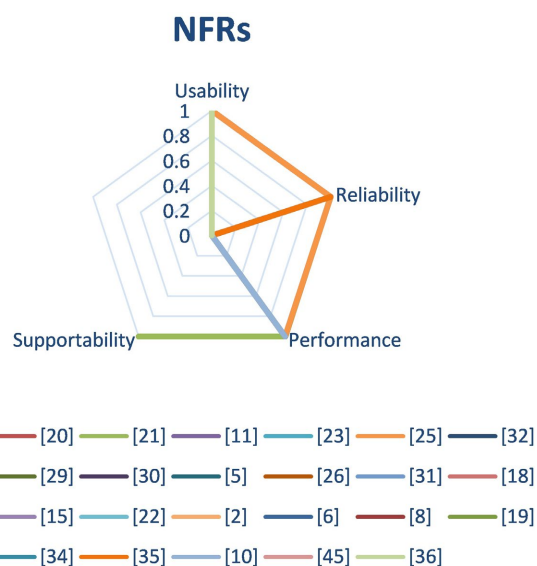 NFRs
Usability
1
0.8
0.6
0.4
0.2
0
Reliability
Supportability
Performance
[20] [21] [11] [23] [25] [32]
[29] [30] [5] [26] [31] [18]
[15] [22] [2] [6] [8] [19]
[34] [35] [10] [45] [36]